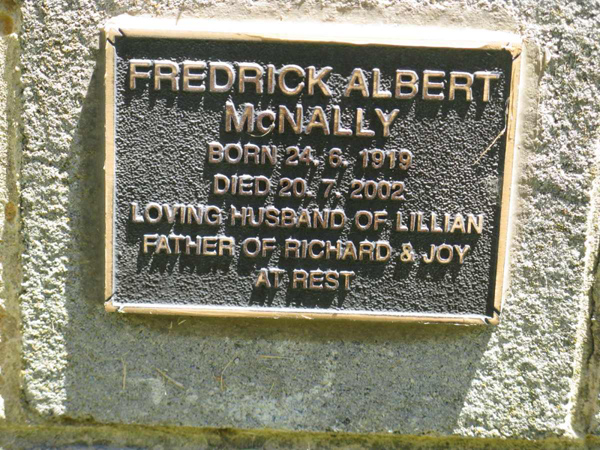 FREDRICK ALBERT
McNALLY
BORN 24. 6. 1919
DIED 20. 7. 2002
LOVING HUSBAND OF LILLIAN
FATHER OF RICHARD & JOY
AT REST